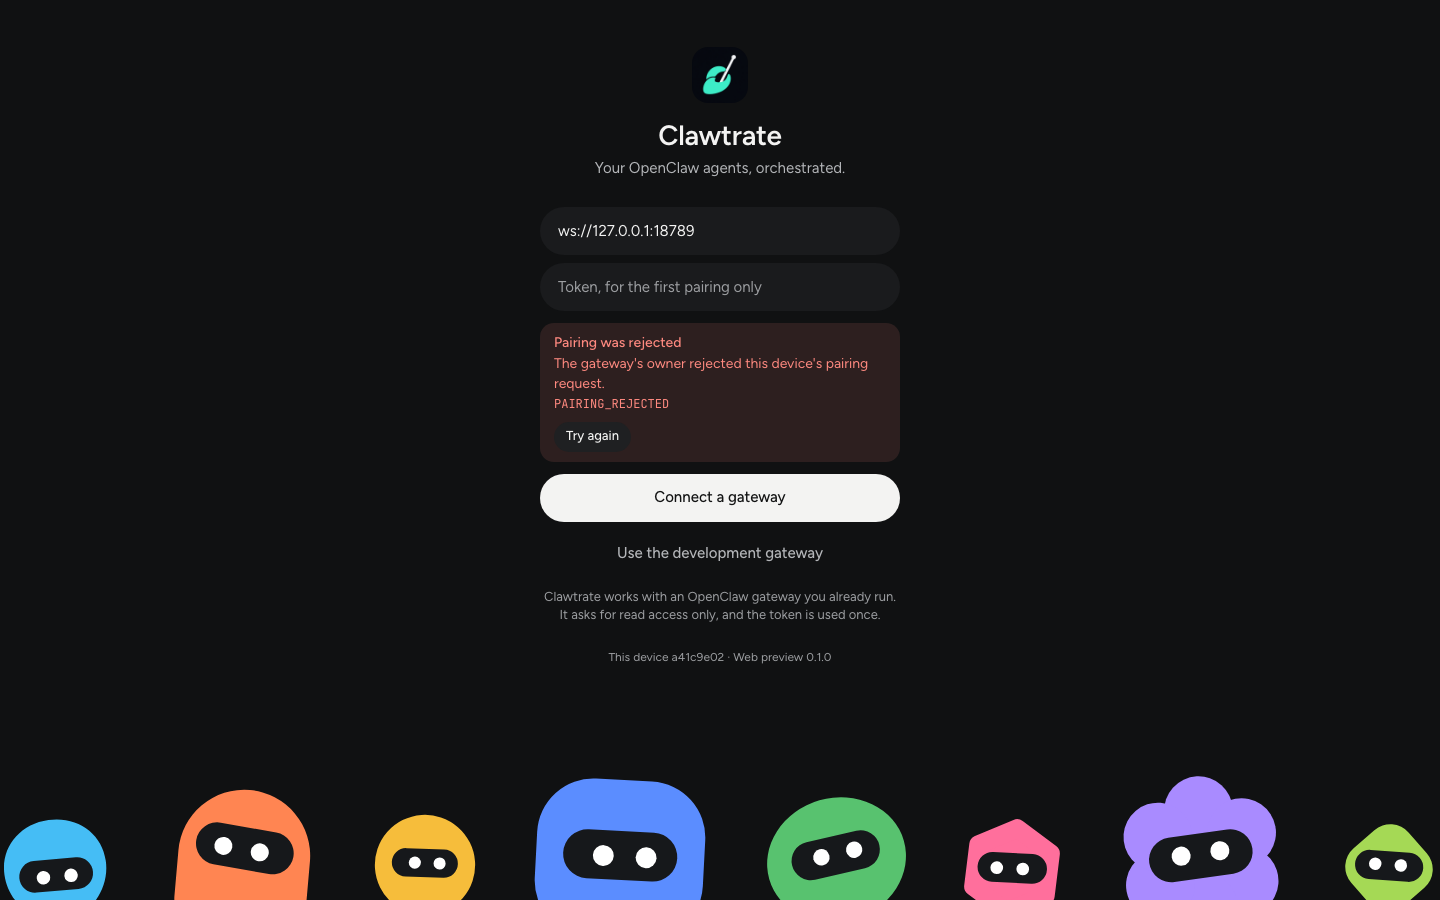 Clawtrate
Your OpenClaw agents, orchestrated.
ws://127.0.0.1:18789
Token, for the first pairing only
Pairing was rejected
The gateway's owner rejected this device's pairing
request.
PAIRING_REJECTED
Try again
Connect a gateway
Use the development gateway
Clawtrate works with an OpenClaw gateway you already run.
It asks for read access only, and the token is used once.
This device a41c9e02 · Web preview 0.1.0